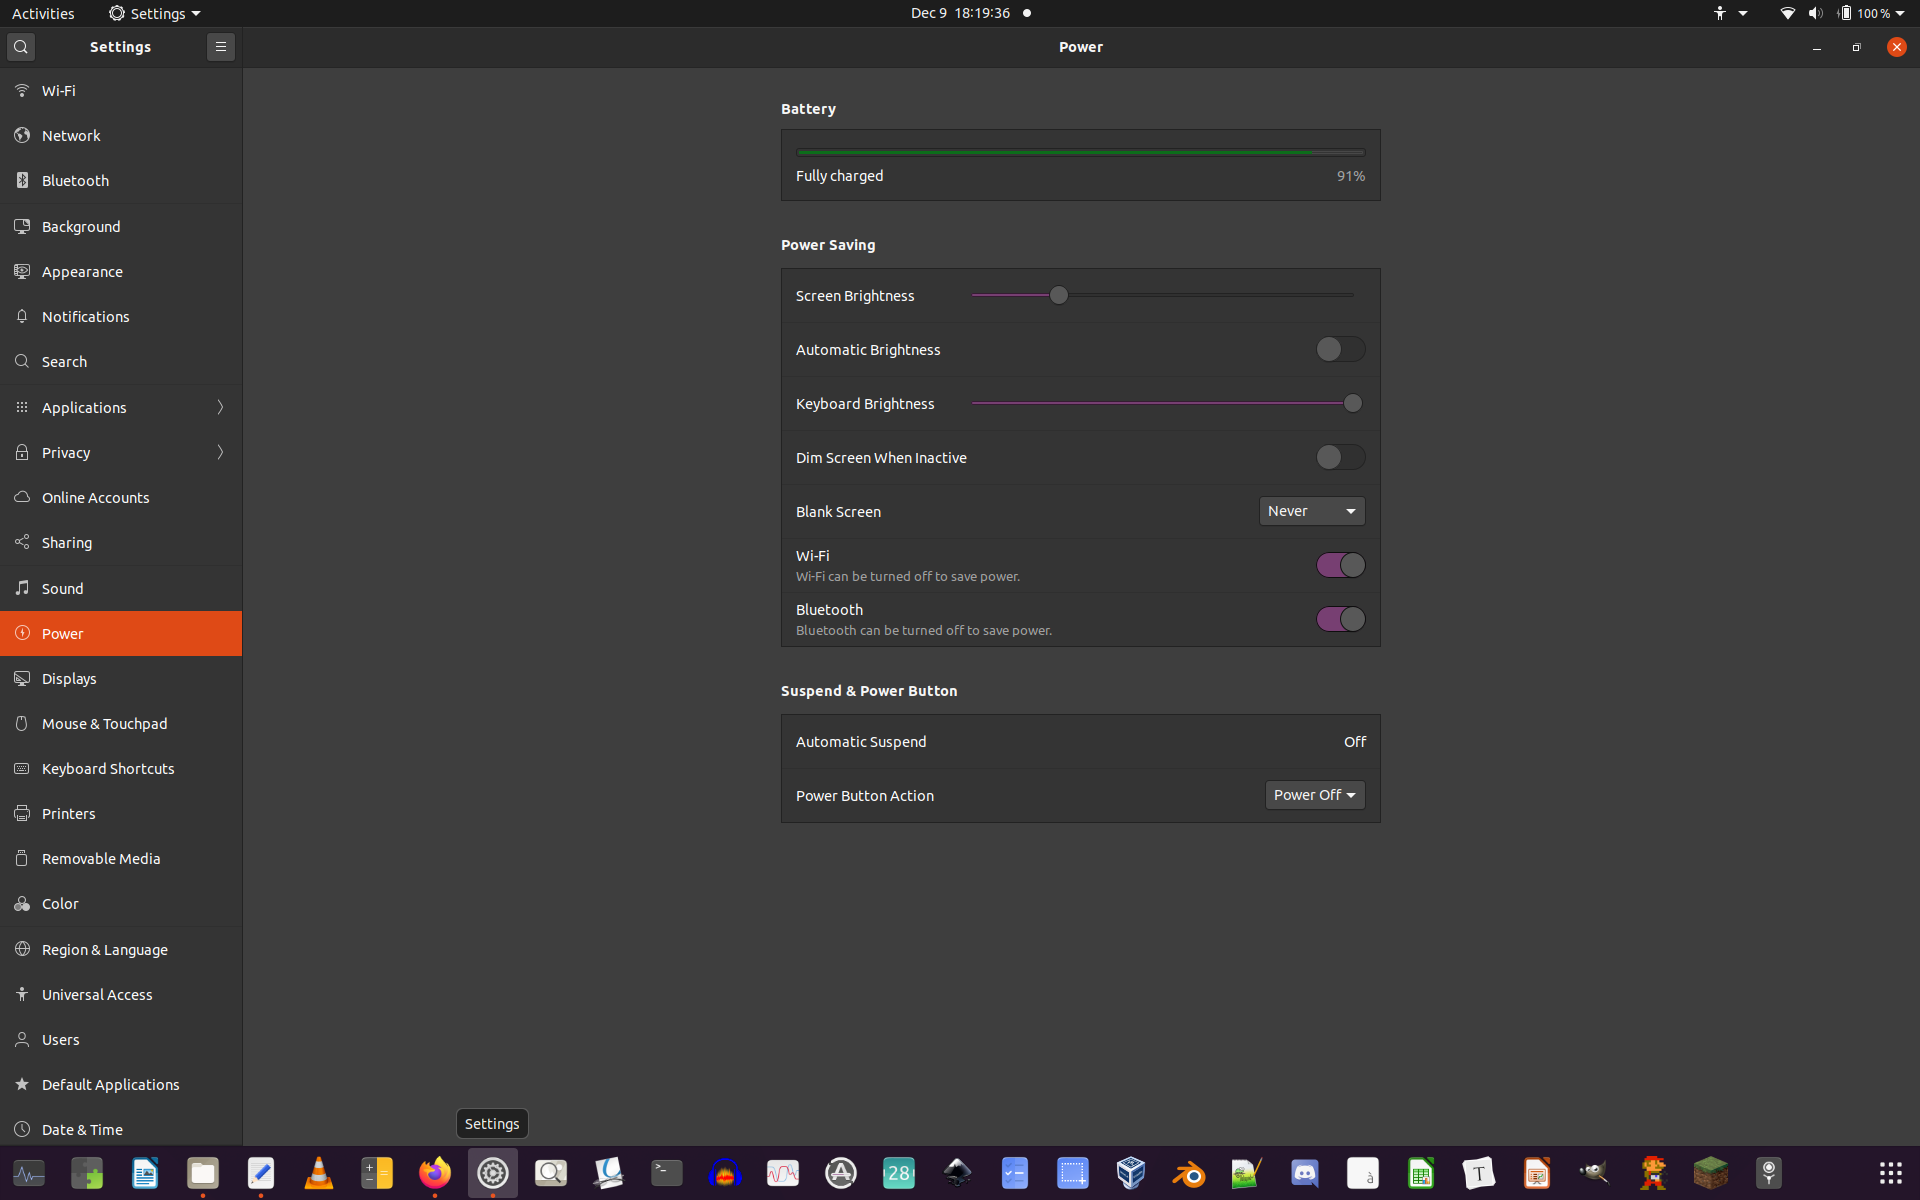 Activities
Settings
Dec 9 18:19:36
100 %
Settings
Power
Wi-Fi
Network
Bluetooth
Background
Appearance
Notifications
Search
Applications
Privacy
Online Accounts
Sharing
Sound
Power
Displays
Mouse & Touchpad
Keyboard Shortcuts
Printers
Removable Media
Color
Region & Language
Universal Access
Users
Default Applications
Date & Time
Battery
Fully charged 91%
Power Saving
Screen Brightness
Automatic Brightness
Keyboard Brightness
Dim Screen When Inactive
Blank Screen Never
Wi-Fi
Wi-Fi can be turned off to save power.
Bluetooth
Bluetooth can be turned off to save power.
Suspend & Power Button
Automatic Suspend Off
Power Button Action Power Off
Settings
28
à
T